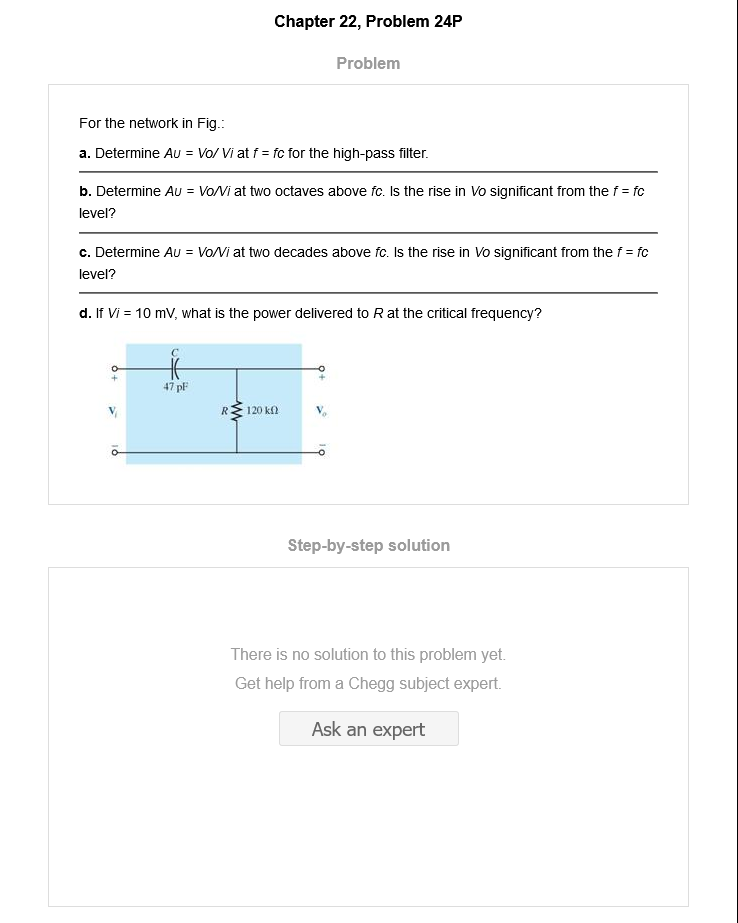 Chapter 22, Problem 24P
Problem
For the network in Fig.:
a. Determine Aυ = Vo/ Vi at f = fc for the high-pass filter.
b. Determine Aυ = Vo/Vi at two octaves above fc. Is the rise in Vo significant from the f = fc
level?
c. Determine Aυ = Vo/Vi at two decades above fc. Is the rise in Vo significant from the f = fc
level?
d. If Vi = 10 mV, what is the power delivered to R at the critical frequency?
C
+ +
47 pF
Vi R 120 kΩ Vo
– –
Step-by-step solution
There is no solution to this problem yet.
Get help from a Chegg subject expert.
Ask an expert